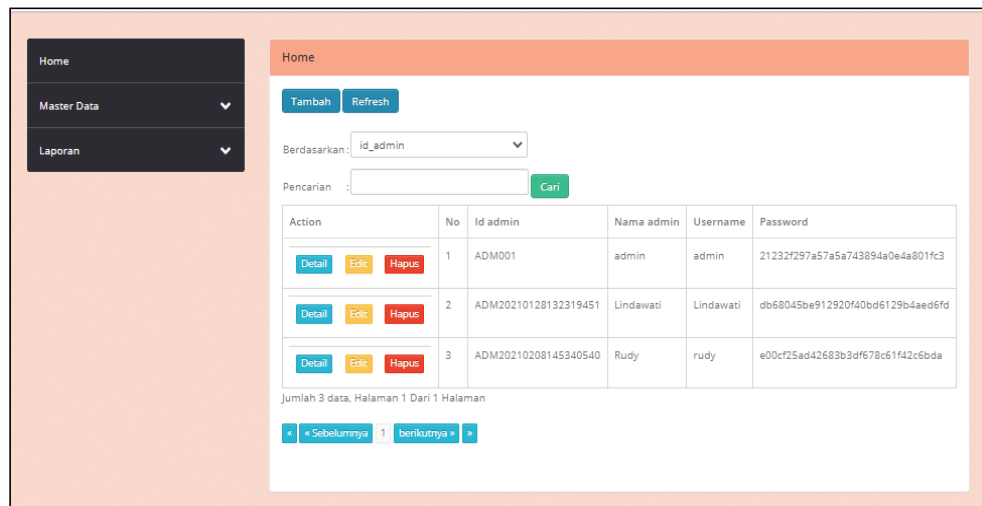 Home
Master Data
Laporan
Home
Tambah Refresh
Berdasarkan : id_admin
Pencarian : Cari
Action No Id admin Nama admin Username Password
Detail Edit Hapus 1 ADM001 admin admin 21232f297a57a5a743894a0e4a801fc3
Detail Edit Hapus 2 ADM20210128132319451 Lindawati Lindawati db68045be912920f40bd6129b4aed6fd
Detail Edit Hapus 3 ADM20210208145340540 Rudy rudy e00cf25ad42683b3df678c61f42c6bda
Jumlah 3 data, Halaman 1 Dari 1 Halaman
« « Sebelumnya 1 berikutnya » »